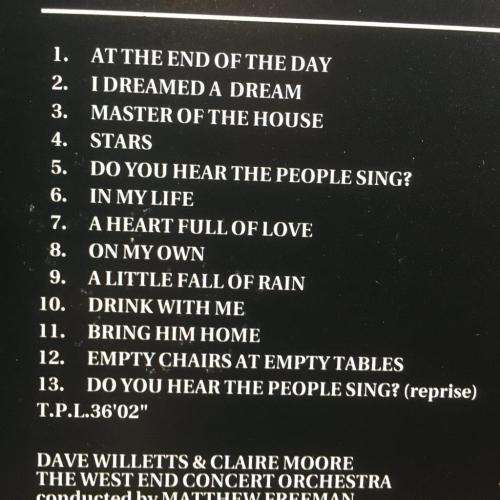 1. AT THE END OF THE DAY
2. I DREAMED A DREAM
3. MASTER OF THE HOUSE
4. STARS
5. DO YOU HEAR THE PEOPLE SING?
6. IN MY LIFE
7. A HEART FULL OF LOVE
8. ON MY OWN
9. A LITTLE FALL OF RAIN
10. DRINK WITH ME
11. BRING HIM HOME
12. EMPTY CHAIRS AT EMPTY TABLES
13. DO YOU HEAR THE PEOPLE SING? (reprise)
T.P.L.36'02"
DAVE WILLETTS & CLAIRE MOORE
THE WEST END CONCERT ORCHESTRA
conducted by MATTHEW FREEMAN